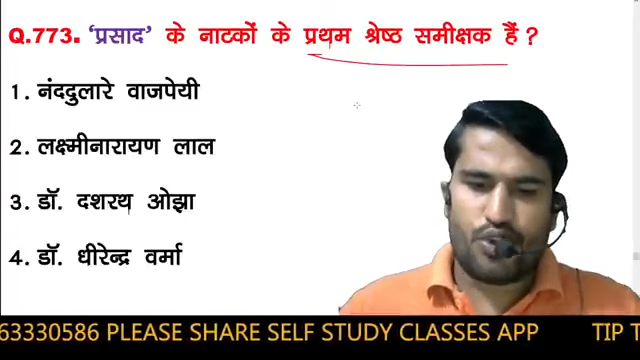 Q.773. ‘प्रसाद’ के नाटकों के प्रथम श्रेष्ठ समीक्षक हैं ?
1. नंददुलारे वाजपेयी
2. लक्ष्मीनारायण लाल
3. डॉ. दशरथ ओझा
4. डॉ. धीरेन्द्र वर्मा
63330586 PLEASE SHARE SELF STUDY CLASSES APP TIP T